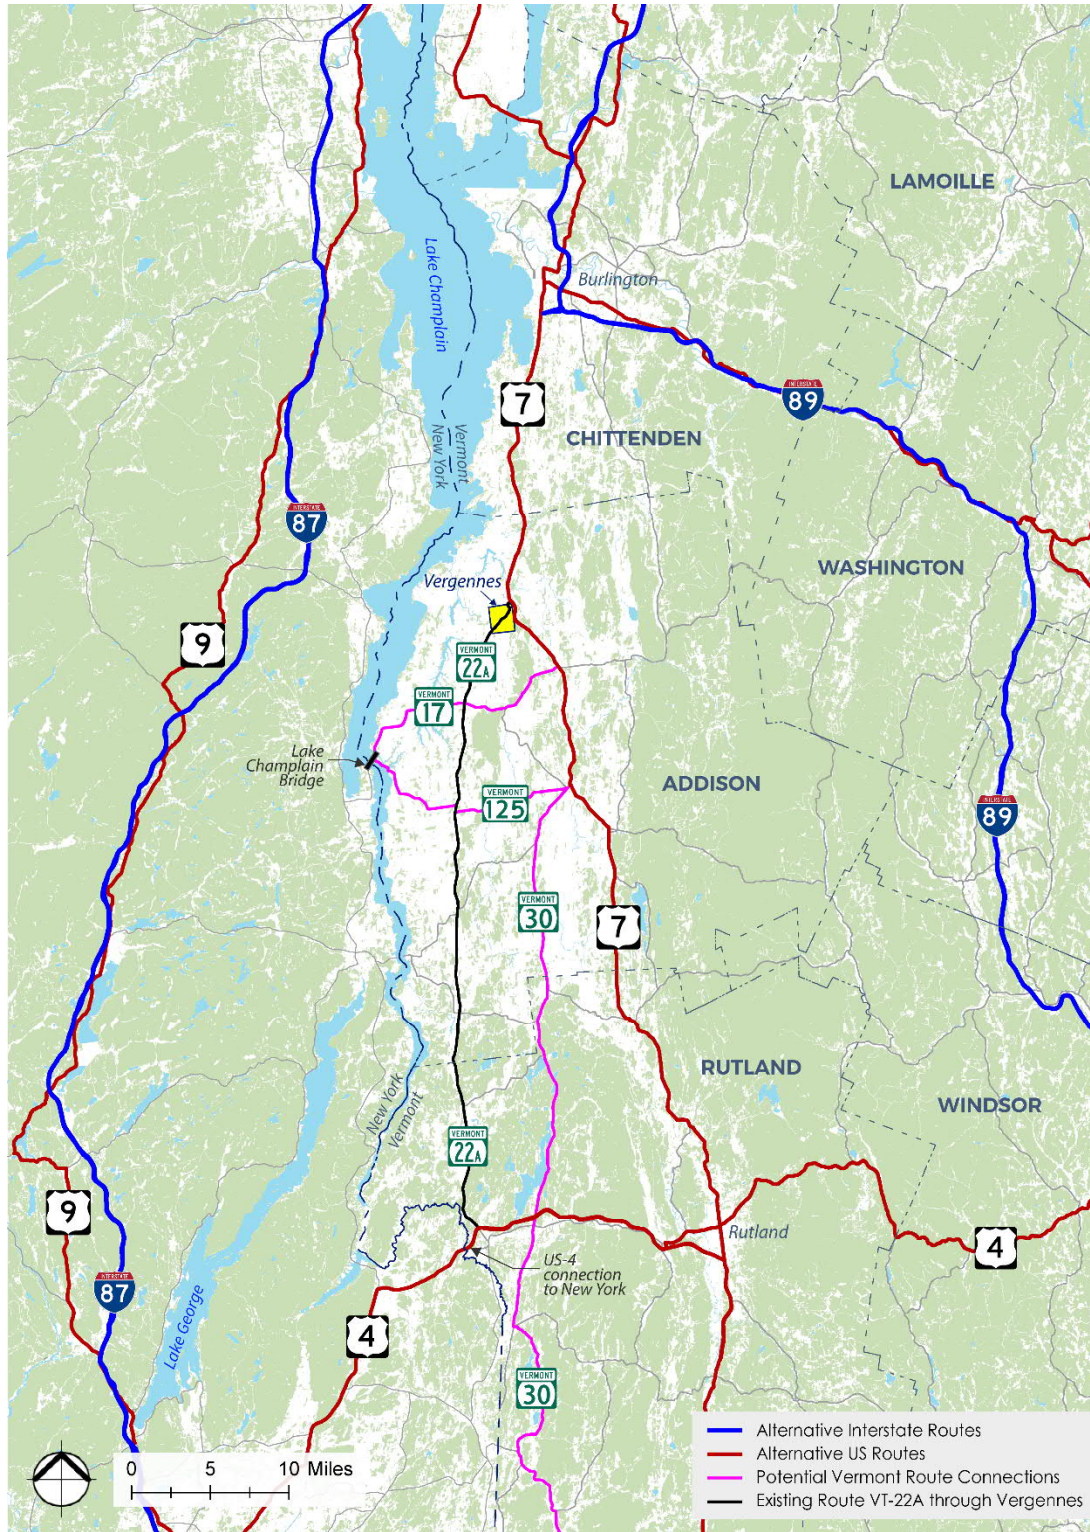 LAMOILLE
Lake Champlain
Burlington
7
INTERSTATE
89
CHITTENDEN
Vermont
New York
INTERSTATE
87
WASHINGTON
Vergennes
9
VERMONT
22A
VERMONT
17
Lake
Champlain
Bridge
ADDISON
VERMONT
125
INTERSTATE
89
VERMONT
30
7
RUTLAND
New York
Vermont
WINDSOR
VERMONT
22A
9
Rutland
4
US-4
connection
to New York
INTERSTATE
87
Lake George
4
VERMONT
30
Alternative Interstate Routes
Alternative US Routes
Potential Vermont Route Connections
Existing Route VT-22A through Vergennes
0 5 10 Miles